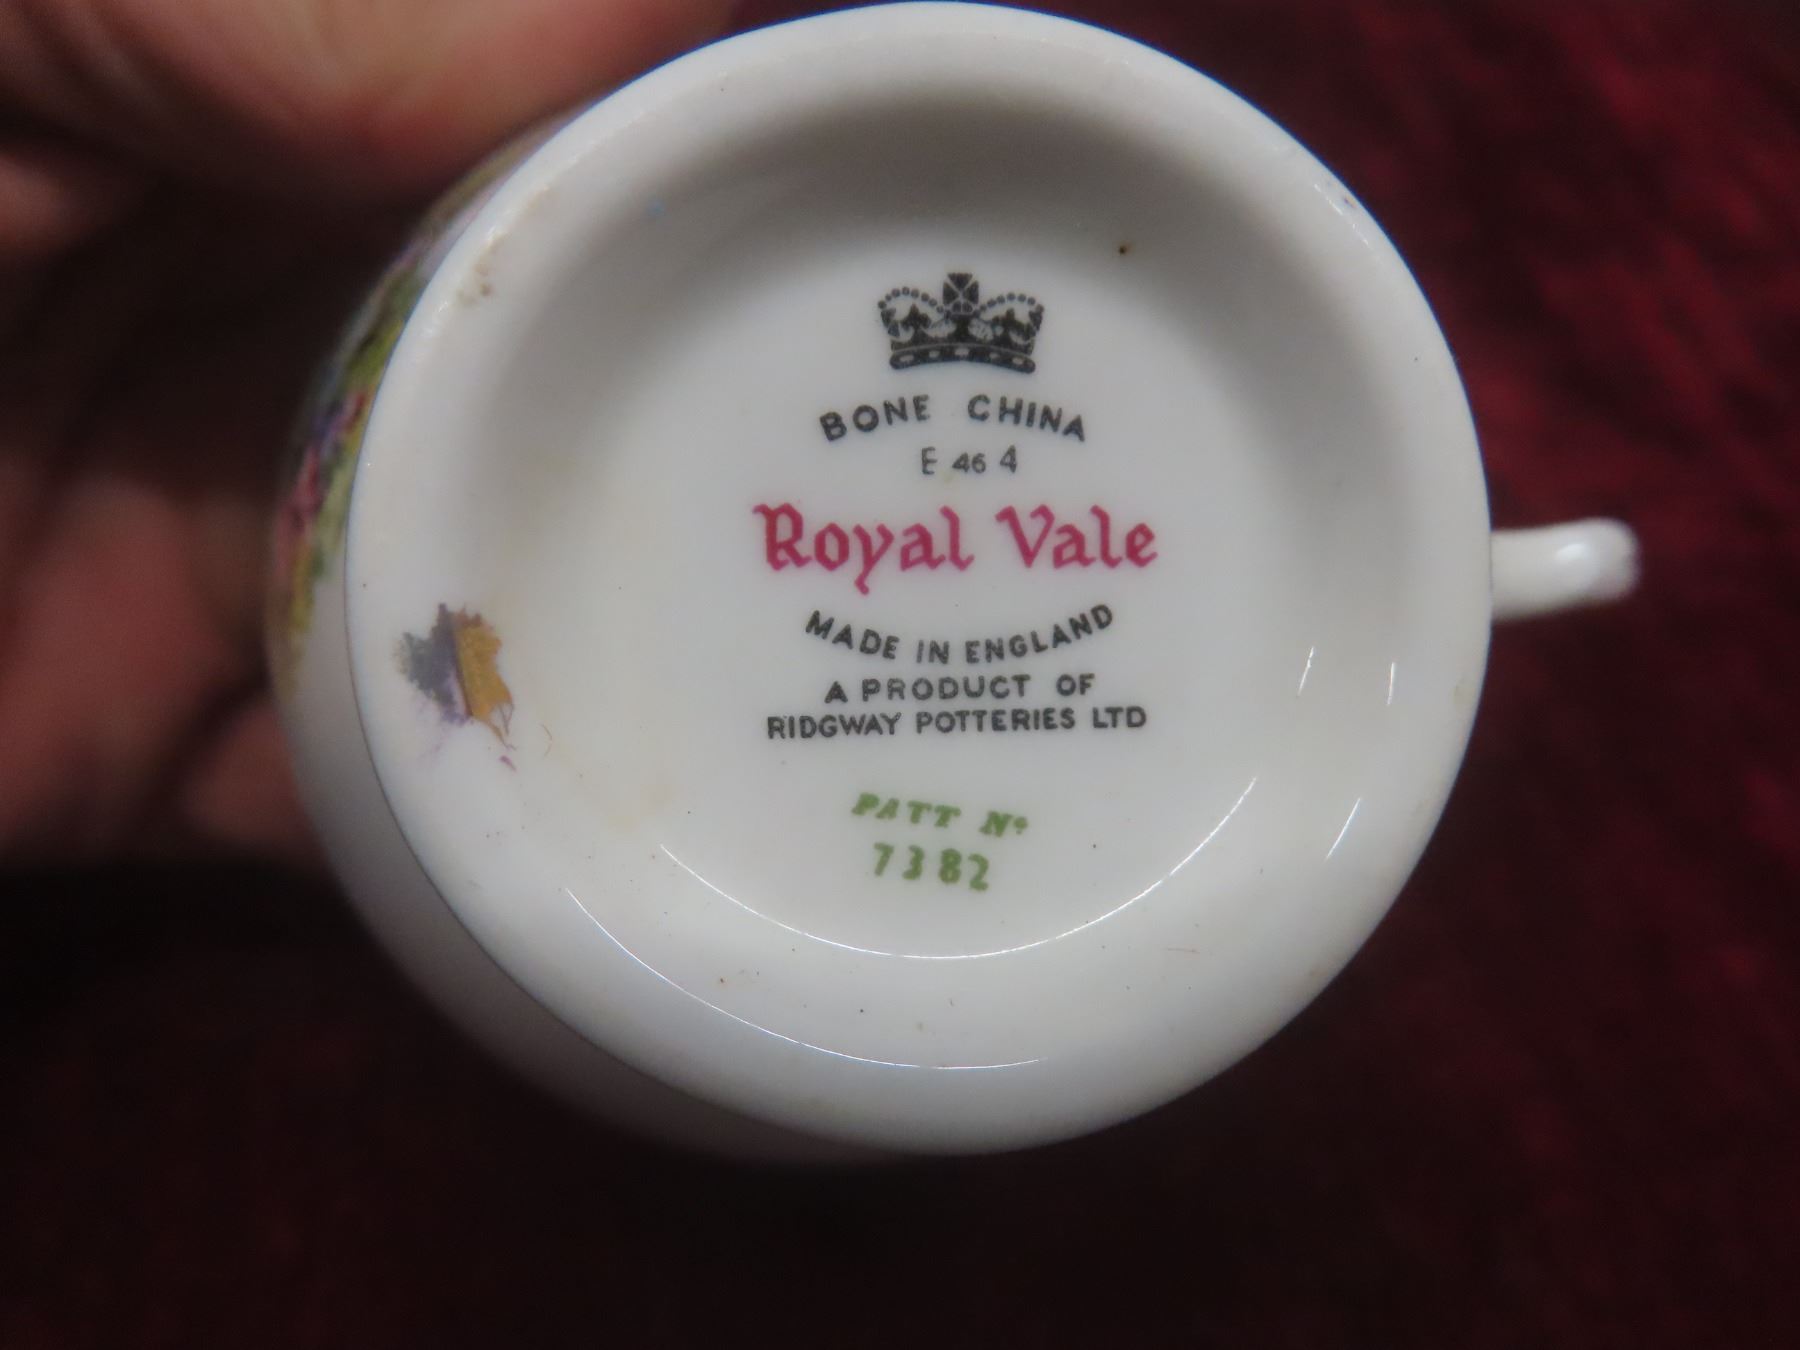 BONE CHINA
E 46 4
Royal Vale
MADE IN ENGLAND
A PRODUCT OF
RIDGWAY POTTERIES LTD
PATT Nº
7382